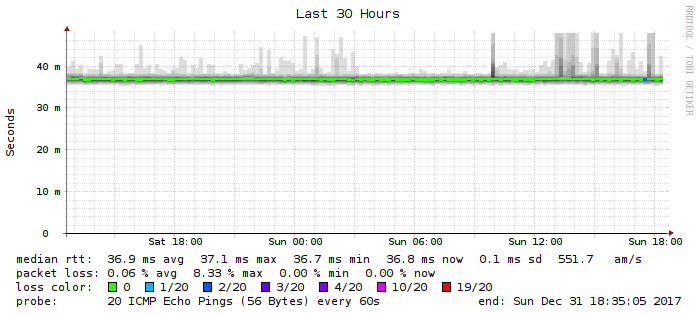 Last 30 Hours
RRDTOOL / TOBI OETIKER
Seconds
40 m
30 m
20 m
10 m
0
Sat 18:00 Sun 00:00 Sun 06:00 Sun 12:00 Sun 18:00
median rtt: 36.9 ms avg 37.1 ms max 36.7 ms min 36.8 ms now 0.1 ms sd 551.7 am/s
packet loss: 0.06 % avg 8.33 % max 0.00 % min 0.00 % now
loss color: 0 1/20 2/20 3/20 4/20 10/20 19/20
probe: 20 ICMP Echo Pings (56 Bytes) every 60s end: Sun Dec 31 18:35:05 2017